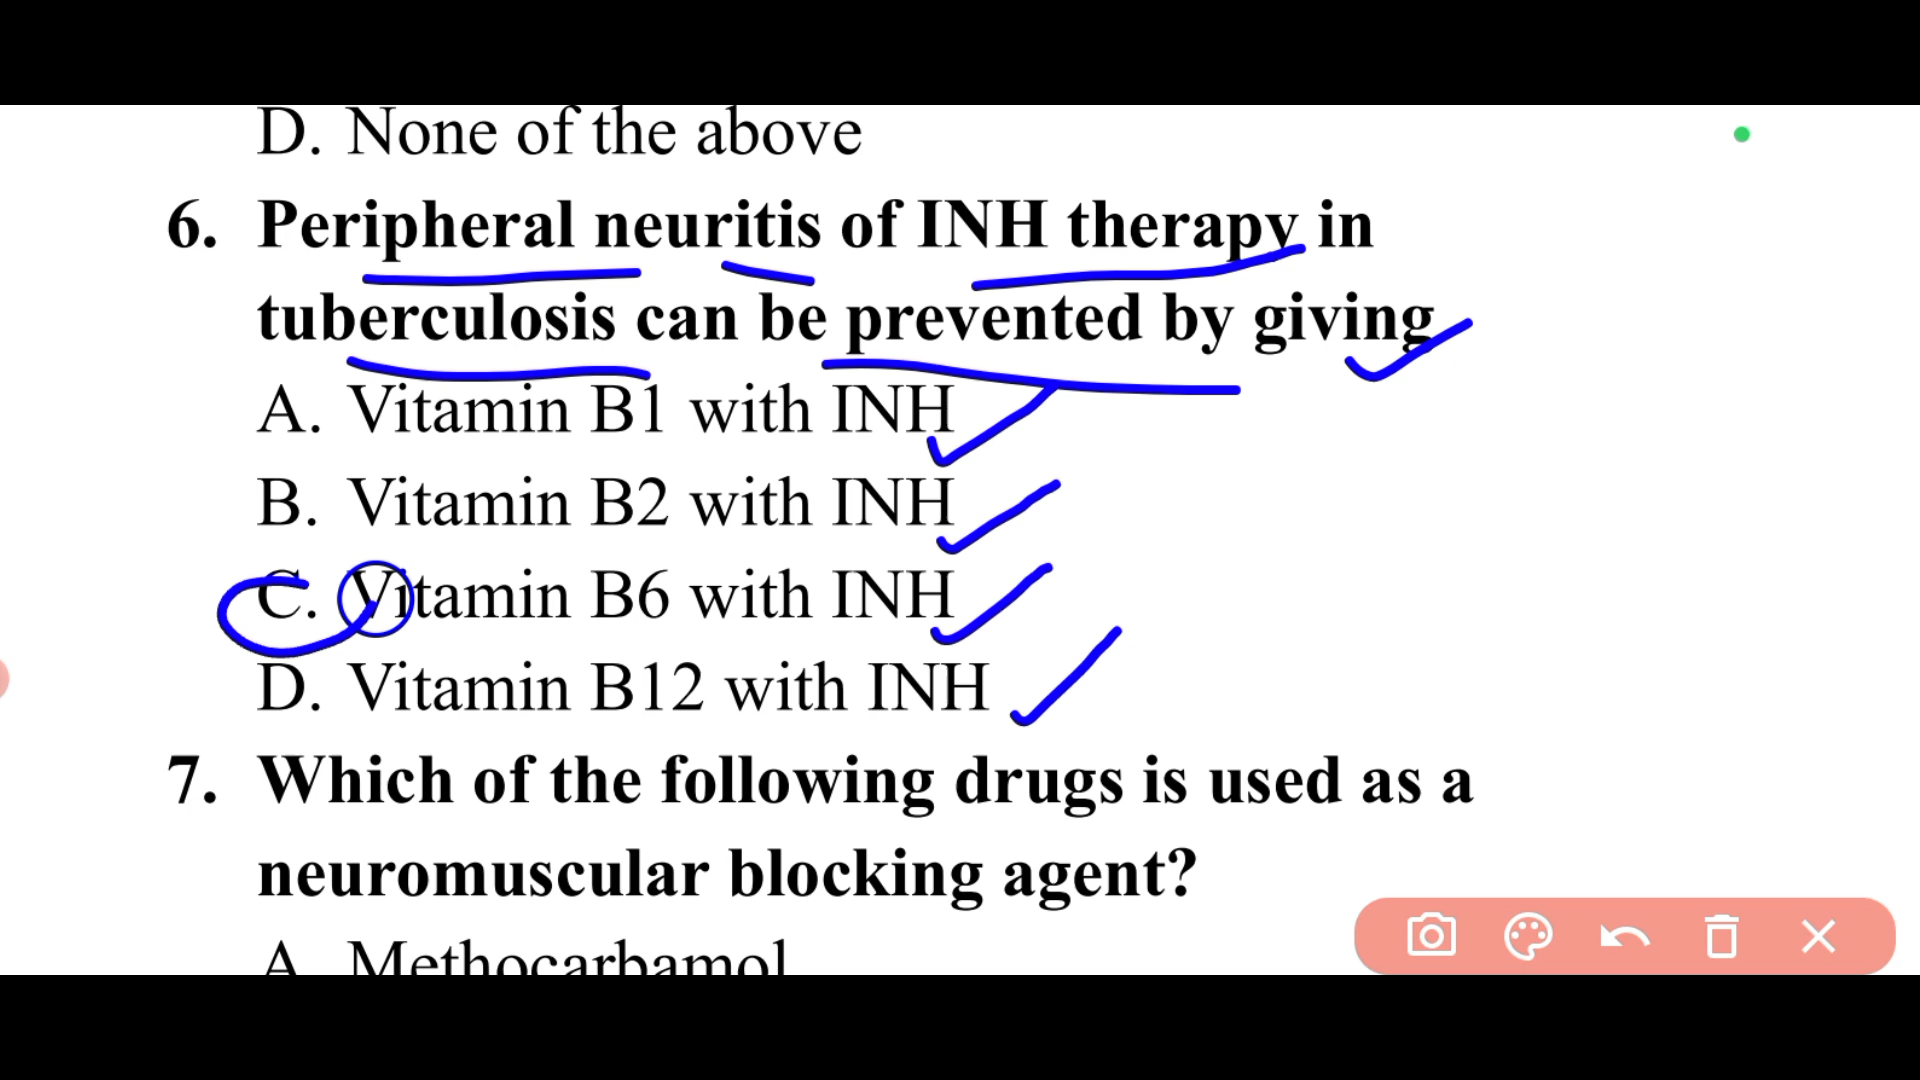 D. None of the above
6. Peripheral neuritis of INH therapy in
tuberculosis can be prevented by giving
A. Vitamin B1 with INH
B. Vitamin B2 with INH
C. Vitamin B6 with INH
D. Vitamin B12 with INH
7. Which of the following drugs is used as a
neuromuscular blocking agent?
A. Methocarbamol